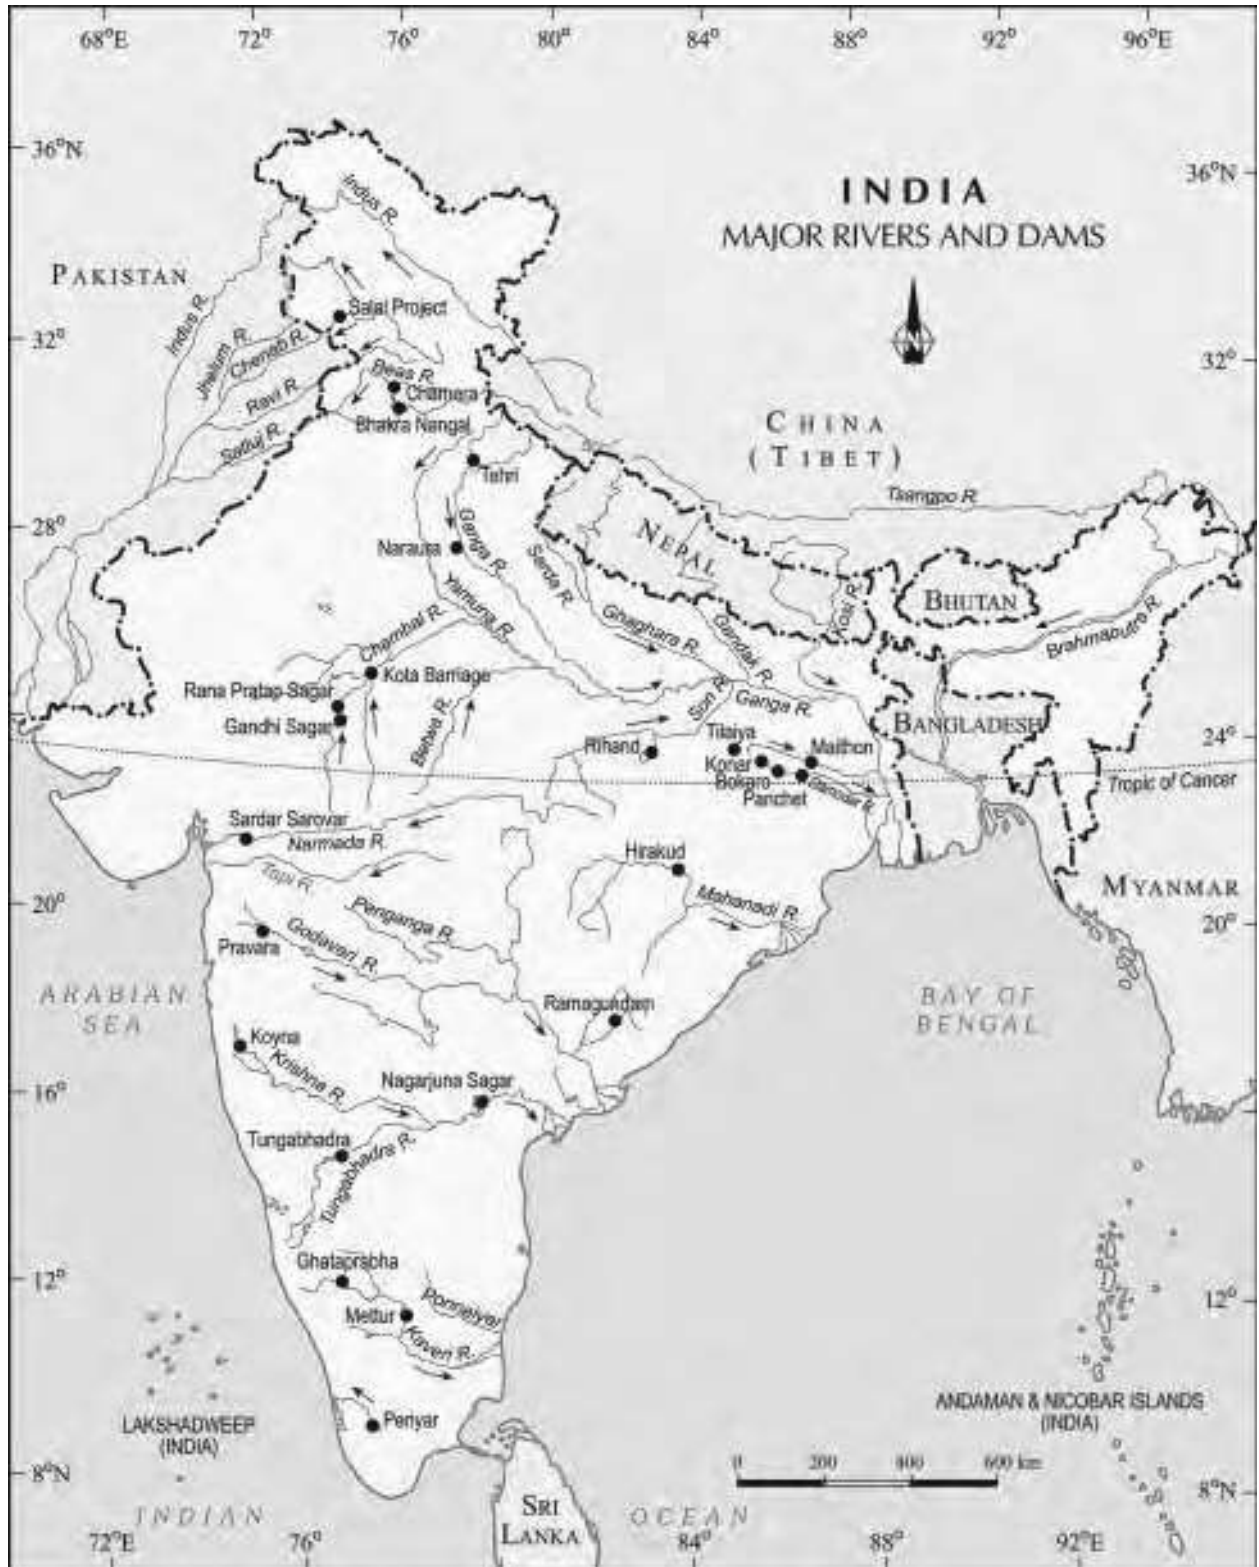 68°E 72° 76° 80° 84° 88° 92° 96°E
36°N
36°N
INDIA
MAJOR RIVERS AND DAMS
N
Indus R.
PAKISTAN
Indus R.
Salal Project
Jhelum R.
Chenab R.
32°
32°
Beas R.
Chamera
Ravi R.
Bhakra Nangal
Satluj R.
CHINA
(TIBET)
Tehri
Tsangpo R.
28°
28°
Ganga R.
Naraura
NEPAL
Sarda R.
Yamuna R.
Kosi R.
BHUTAN
Brahmaputra R.
Chambal R.
Ghaghara R.
Gandak R.
Kota Barriage
Rana Pratap Sagar
Gandhi Sagar
Son R.
Ganga R.
BANGLADESH
Betwa R.
Rihand
Tilaiya
Maithon
24°
Konar
Bokaro
Panchet
Damodar R.
Tropic of Cancer
Sardar Sarovar
Narmada R.
Hirakud
Tapi R.
Mahanadi R.
MYANMAR
20°
20°
Penganga R.
Godavari R.
Pravara
ARABIAN
SEA
BAY OF
BENGAL
Ramagundam
Koyna
Krishna R.
Nagarjuna Sagar
16°
16°
Tungabhadra
Tungabhadra R.
Ghataprabha
12°
12°
Ponnaiyar
Mettur
Kaveri R.
LAKSHADWEEP
(INDIA)
Periyar
ANDAMAN & NICOBAR ISLANDS
(INDIA)
0 200 400 600 km
8°N
8°N
INDIAN
SRI
LANKA
OCEAN
72°E 76° 84° 88° 92°E